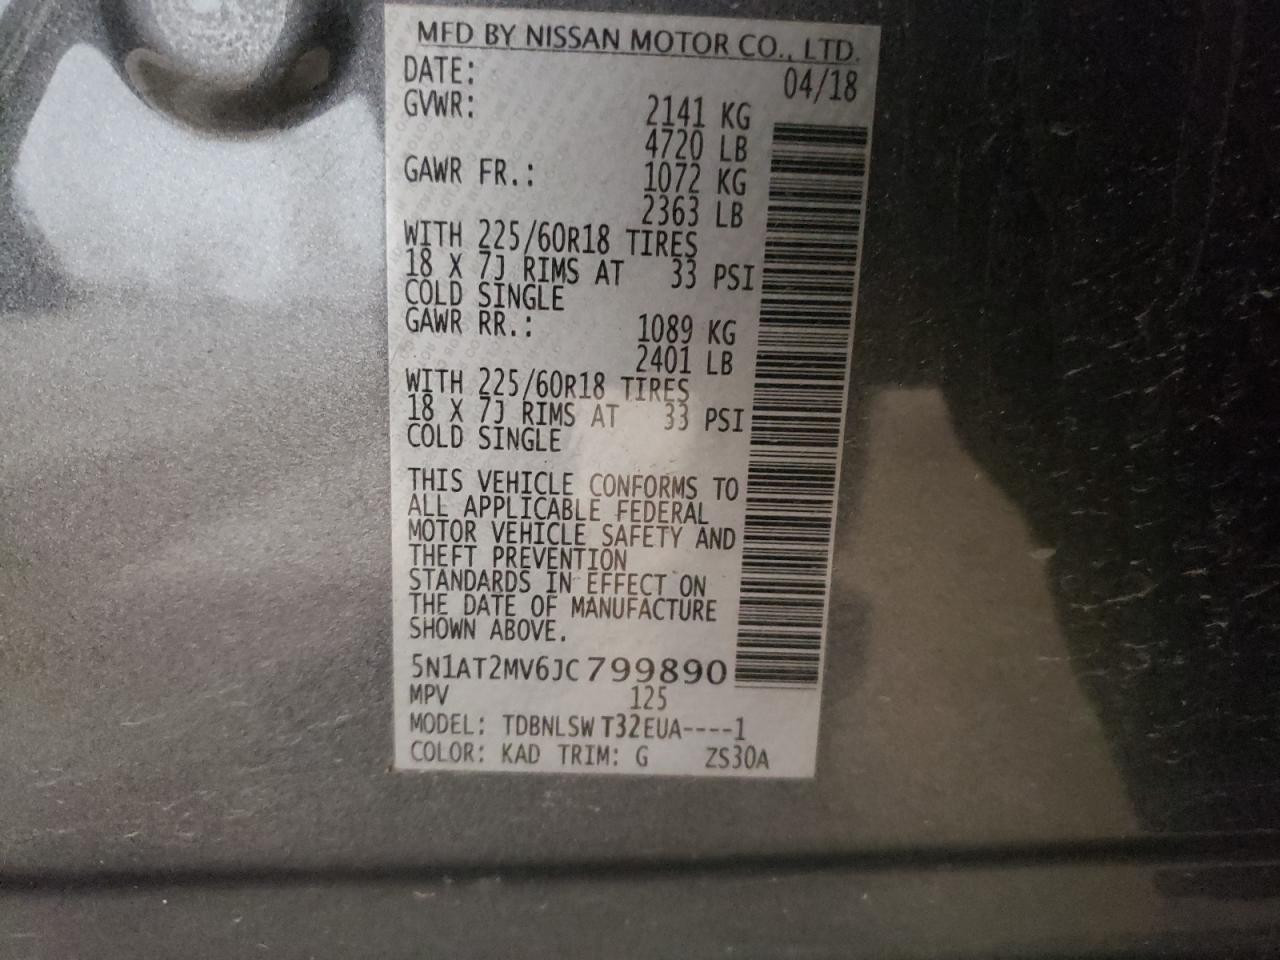 MFD BY NISSAN MOTOR CO., LTD.
DATE: 04/18
GVWR: 2141 KG
4720 LB
GAWR FR.: 1072 KG
2363 LB
WITH 225/60R18 TIRES
18 X 7J RIMS AT 33 PSI
COLD SINGLE
GAWR RR.: 1089 KG
2401 LB
WITH 225/60R18 TIRES
18 X 7J RIMS AT 33 PSI
COLD SINGLE
THIS VEHICLE CONFORMS TO
ALL APPLICABLE FEDERAL
MOTOR VEHICLE SAFETY AND
THEFT PREVENTION
STANDARDS IN EFFECT ON
THE DATE OF MANUFACTURE
SHOWN ABOVE.
5N1AT2MV6JC799890
MPV 125
MODEL: TDBNLSW T32EUA----1
COLOR: KAD TRIM: G ZS30A